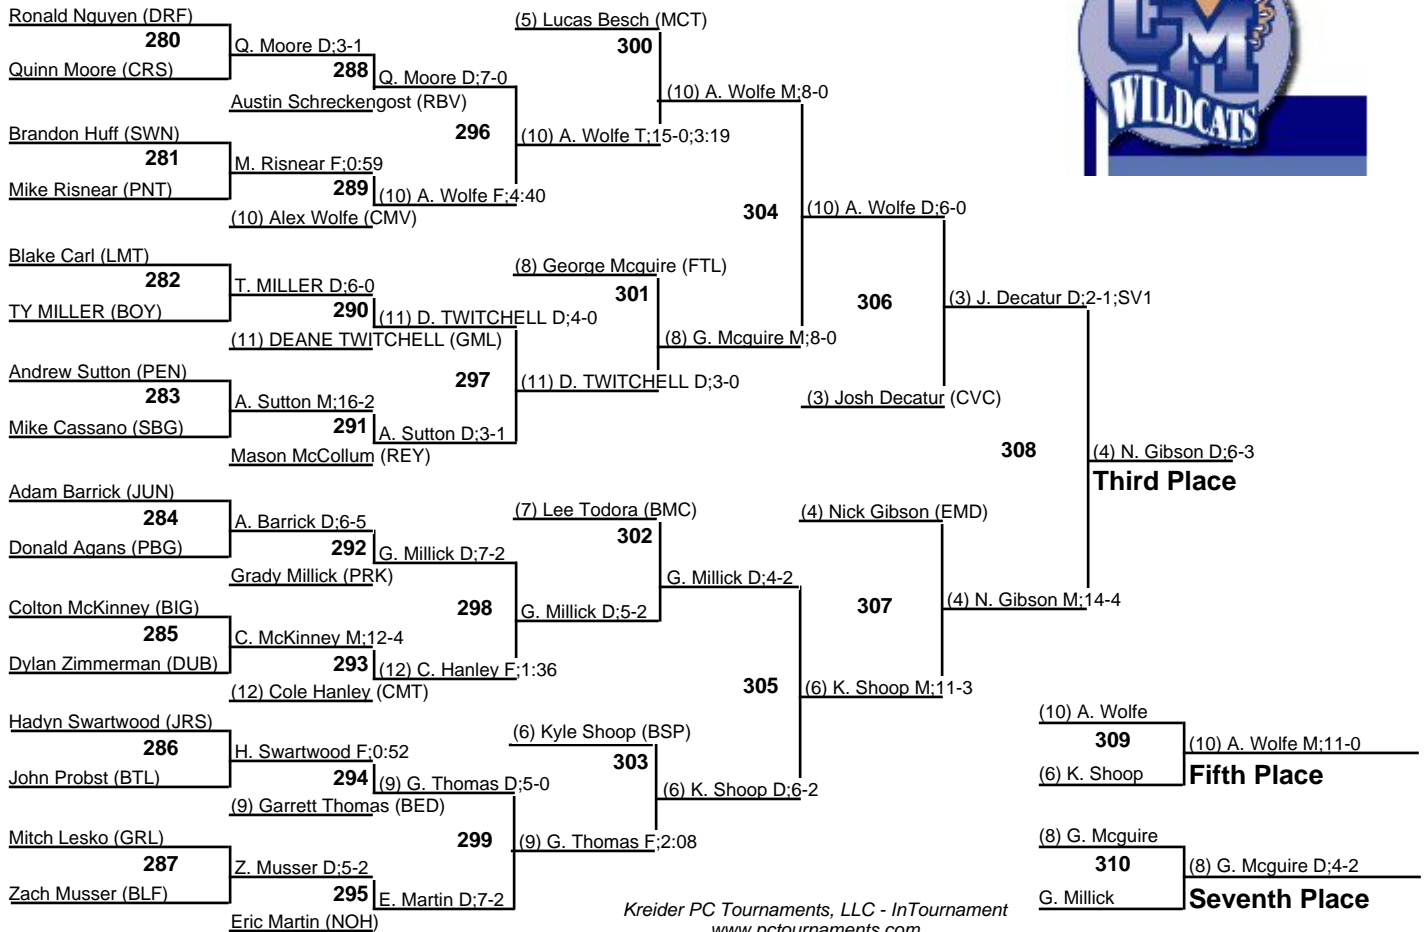 Ronald Nguyen (DRF)
280
Quinn Moore (CRS)
Q. Moore D;3-1
288
Austin Schreckengost (RBV)
Q. Moore D;7-0
Brandon Huff (SWN)
281
Mike Risnear (PNT)
M. Risnear F;0:59
289
(10) Alex Wolfe (CMV)
(10) A. Wolfe F;4:40
296
(10) A. Wolfe T;15-0;3:19
(5) Lucas Besch (MCT)
300
(10) A. Wolfe M;8-0
Blake Carl (LMT)
282
TY MILLER (BOY)
T. MILLER D;6-0
290
(11) DEANE TWITCHELL (GML)
(11) D. TWITCHELL D;4-0
Andrew Sutton (PEN)
283
Mike Cassano (SBG)
A. Sutton M;16-2
291
Mason McCollum (REY)
A. Sutton D;3-1
297
(11) D. TWITCHELL D;3-0
(8) George Mcguire (FTL)
301
(8) G. Mcguire M;8-0
304
(10) A. Wolfe D;6-0
306
(3) Josh Decatur (CVC)
(3) J. Decatur D;2-1;SV1
Adam Barrick (JUN)
284
Donald Agans (PBG)
A. Barrick D;6-5
292
Grady Millick (PRK)
G. Millick D;7-2
Colton McKinney (BIG)
285
Dylan Zimmerman (DUB)
C. McKinney M;12-4
293
(12) Cole Hanley (CMT)
(12) C. Hanley F;1:36
298
G. Millick D;5-2
(7) Lee Todora (BMC)
302
G. Millick D;4-2
Hadyn Swartwood (JRS)
286
John Probst (BTL)
H. Swartwood F;0:52
294
(9) Garrett Thomas (BED)
(9) G. Thomas D;5-0
Mitch Lesko (GRL)
287
Zach Musser (BLF)
Z. Musser D;5-2
295
Eric Martin (NOH)
E. Martin D;7-2
299
(9) G. Thomas F;2:08
(6) Kyle Shoop (BSP)
303
(6) K. Shoop D;6-2
305
(6) K. Shoop M;11-3
(4) Nick Gibson (EMD)
307
(4) N. Gibson M;14-4
308
(4) N. Gibson D;6-3
Third Place
(10) A. Wolfe
309
(6) K. Shoop
(10) A. Wolfe M;11-0
Fifth Place
(8) G. Mcguire
310
G. Millick
(8) G. Mcguire D;4-2
Seventh Place
CM
WILDCATS
Kreider PC Tournaments, LLC - InTournament
www.pctournaments.com